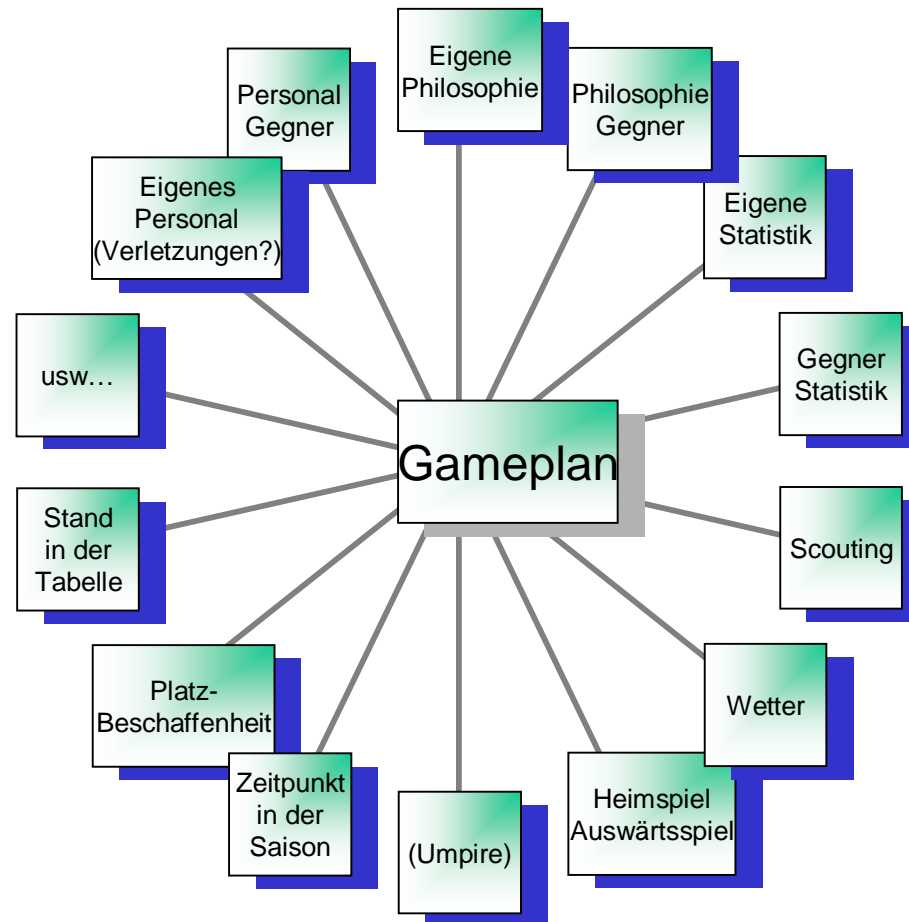 Eigene
Philosophie
Philosophie
Gegner
Eigene
Statistik
Gegner
Statistik
Scouting
Wetter
Heimspiel
Auswärtsspiel
(Umpire)
Zeitpunkt
in der
Saison
Platz-
Beschaffenheit
Stand
in der
Tabelle
usw…
Eigenes
Personal
(Verletzungen?)
Personal
Gegner
Gameplan